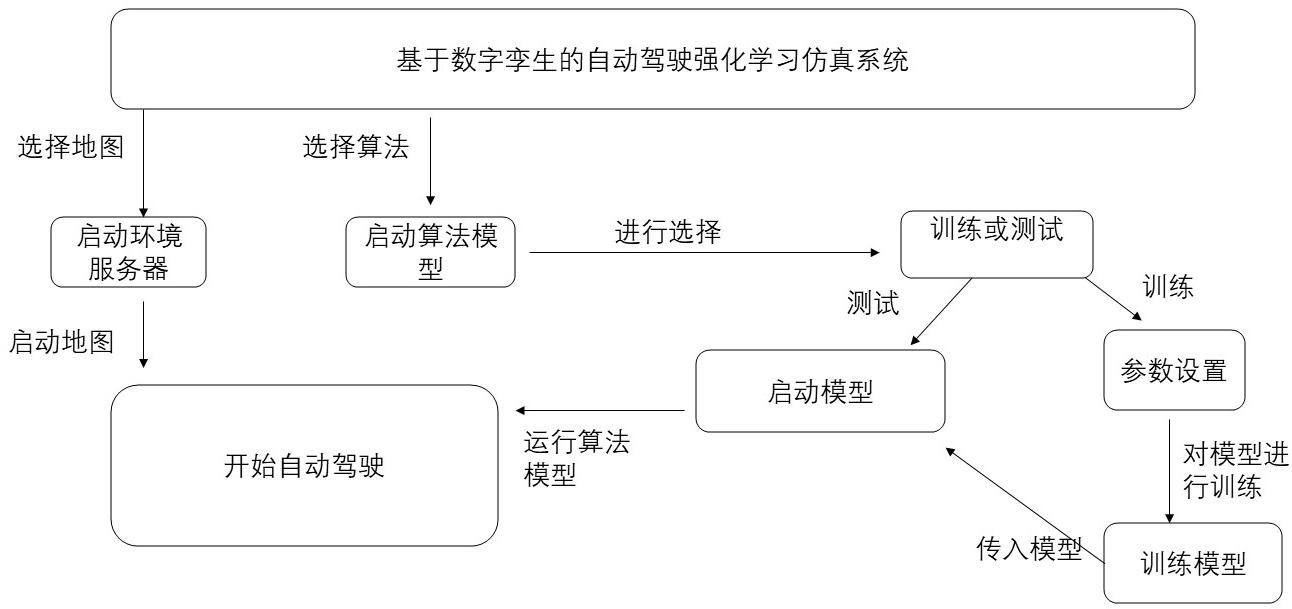 基于数字孪生的自动驾驶强化学习仿真系统
选择地图
选择算法
启动环境
服务器
启动算法模
型
进行选择
训练或测试
测试
训练
启动地图
启动模型
参数设置
开始自动驾驶
运行算法
模型
对模型进
行训练
传入模型
训练模型